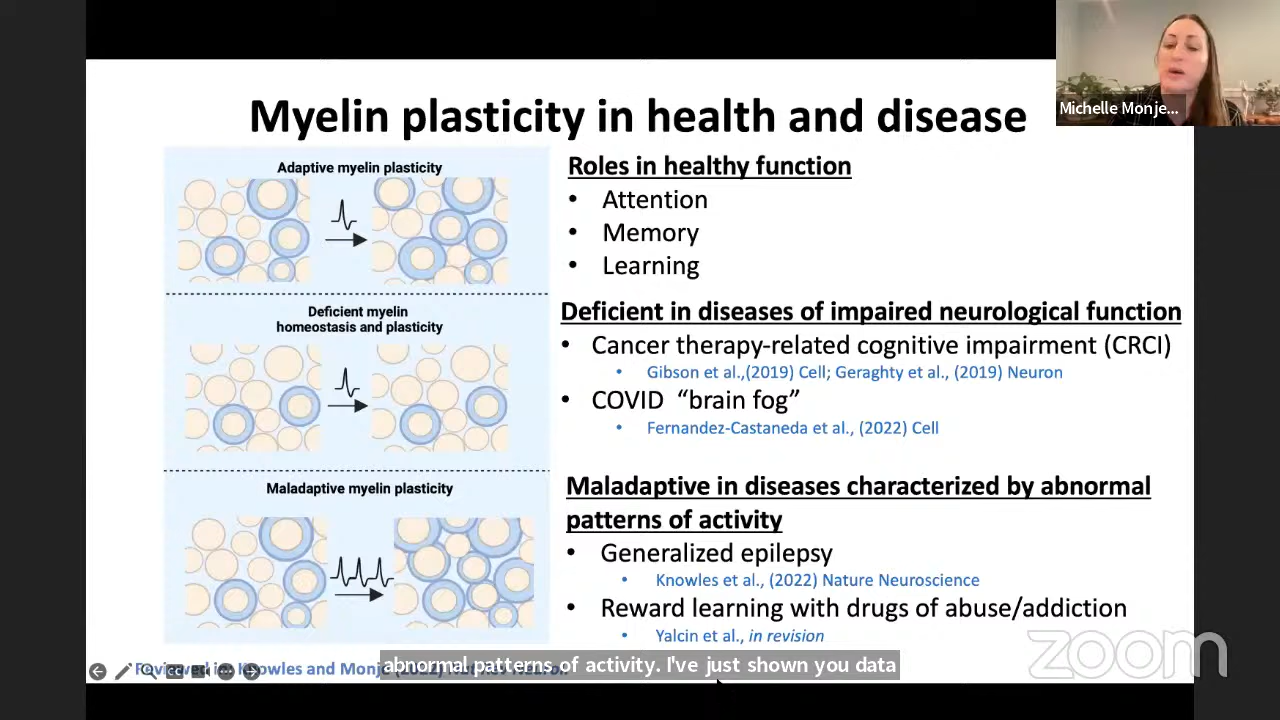 Michelle Monje...
Myelin plasticity in health and disease
Adaptive myelin plasticity
Roles in healthy function
• Attention
• Memory
• Learning
Deficient myelin
homeostasis and plasticity
Deficient in diseases of impaired neurological function
• Cancer therapy-related cognitive impairment (CRCI)
• Gibson et al.,(2019) Cell; Geraghty et al., (2019) Neuron
• COVID “brain fog”
• Fernandez-Castaneda et al., (2022) Cell
Maladaptive myelin plasticity
Maladaptive in diseases characterized by abnormal
patterns of activity
• Generalized epilepsy
• Knowles et al., (2022) Nature Neuroscience
• Reward learning with drugs of abuse/addiction
• Yalcin et al., in revision
abnormal patterns of activity. I've just shown you data
zoom